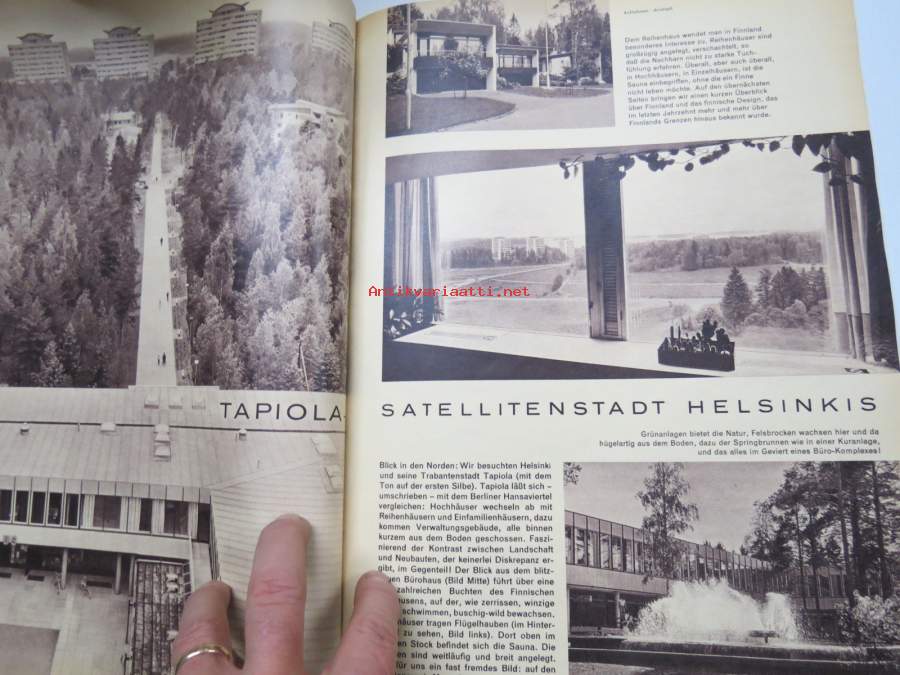 Dem Reihenhaus wendet man in Finnland
besonderes Interesse zu. Reihenhäuser sind
großzügig angelegt, verschachtelt, so
daß die Nachbarn nicht zu starke Tuch-
fühlung erfahren. Überall, aber auch überall,
in Hochhäusern, in Einzelhäusern, ist die
Sauna einbegriffen, ohne die ein Finne
nicht leben möchte. Auf den übernächsten
Seiten bringen wir einen kurzen Überblick
über Finnland und das finnische Design, das
im letzten Jahrzehnt mehr und mehr über
Finnlands Grenzen hinaus bekannt wurde.
Antikvariaatti.net
TAPIOLA-
SATELLITENSTADT HELSINKIS
Grünanlagen bietet die Natur, Felsbrocken wachsen hier und da
hügelartig aus dem Boden, dazu der Springbrunnen wie in einer Kuranlage,
und das alles im Geviert eines Büro-Komplexes!
Blick in den Norden: Wir besuchten Helsinki
und seine Trabantenstadt Tapiola (mit dem
Ton auf der ersten Silbe). Tapiola läßt sich –
umschrieben – mit dem Berliner Hansaviertel
vergleichen: Hochhäuser wechseln ab mit
Reihenhäusern und Einfamilienhäusern, dazu
kommen Verwaltungsgebäude, alle binnen
kurzem aus dem Boden geschossen. Faszi-
nierend der Kontrast zwischen Landschaft
und Neubauten, der keinerlei Diskrepanz er-
gibt, im Gegenteil! Der Blick aus dem blitz-
Bürohaus (Bild Mitte) führt über eine
zahlreichen Buchten des Finnischen
busens, auf der, wie zerrissen, winzige
schwimmen, buschig-wild bewachsen.
häuser tragen Flügelhauben (im Hinter-
zu sehen, Bild links). Dort oben im
Stock befindet sich die Sauna. Die
sind weitläufig und breit angelegt.
für uns ein fast fremdes Bild: auf den